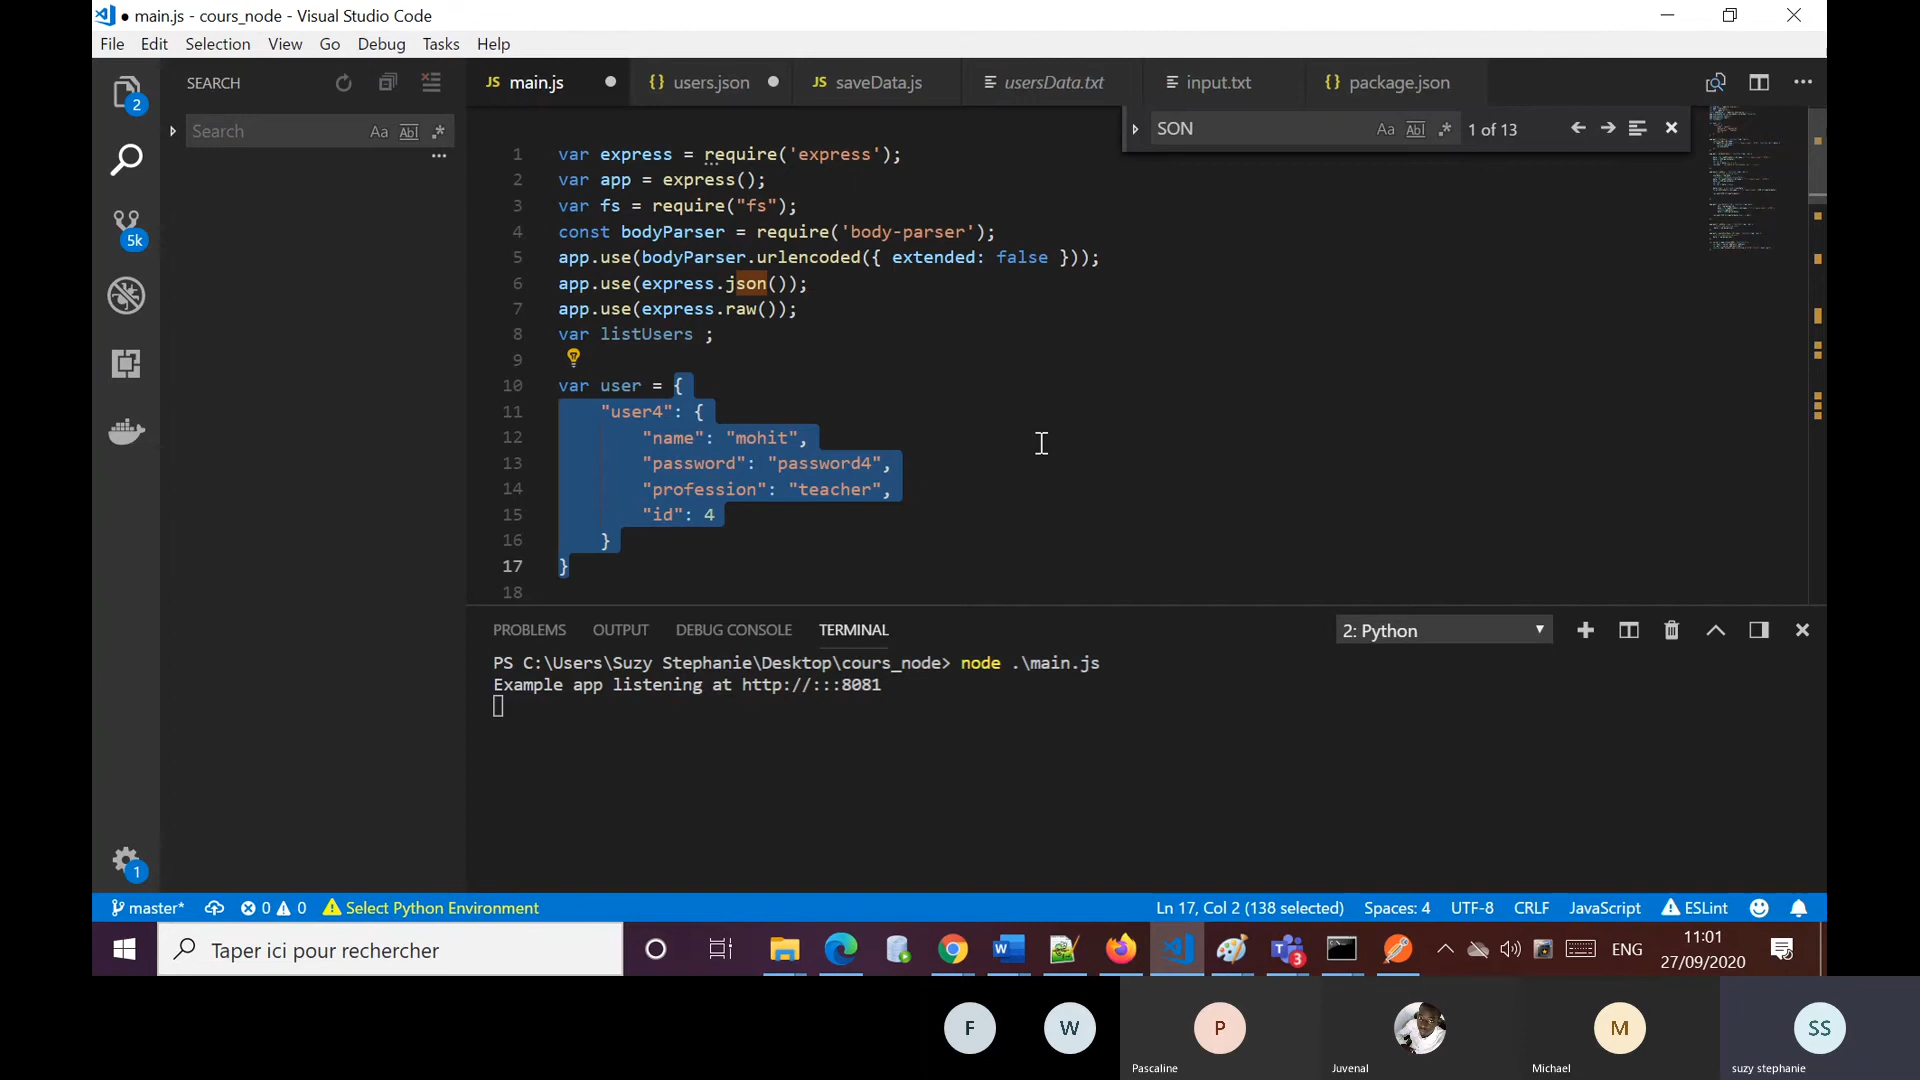 ● main.js - cours_node - Visual Studio Code
File Edit Selection View Go Debug Tasks Help
SEARCH
JS main.js
{} users.json
JS saveData.js
usersData.txt
input.txt
{} package.json
2
Search
Aa Abl .*
SON
Aa Abl .*
1 of 13
...
1 var express = require('express');
2 var app = express();
3 var fs = require("fs");
4 const bodyParser = require('body-parser');
5 app.use(bodyParser.urlencoded({ extended: false }));
6 app.use(express.json());
7 app.use(express.raw());
8 var listUsers ;
9
10 var user = {
11 "user4": {
12 "name": "mohit",
13 "password": "password4",
14 "profession": "teacher",
15 "id": 4
16 }
17 }
18
5k
PROBLEMS OUTPUT DEBUG CONSOLE TERMINAL
2: Python
PS C:\Users\Suzy Stephanie\Desktop\cours_node> node .\main.js
Example app listening at http://:::8081
1
master* 0 0 Select Python Environment
Ln 17, Col 2 (138 selected) Spaces: 4 UTF-8 CRLF JavaScript ESLint
Taper ici pour rechercher
3
ENG
11:01
27/09/2020
F
W
P
M
SS
Pascaline
Juvenal
Michael
suzy stephanie